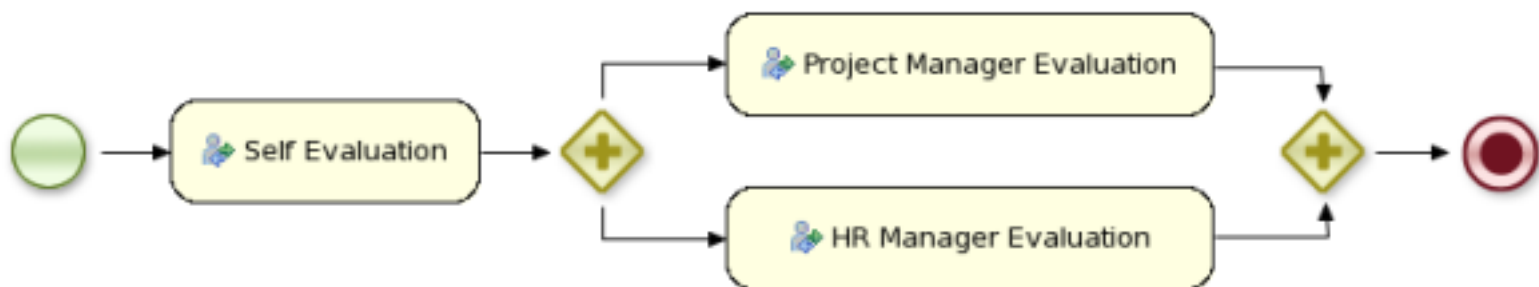 Self Evaluation
Project Manager Evaluation
HR Manager Evaluation